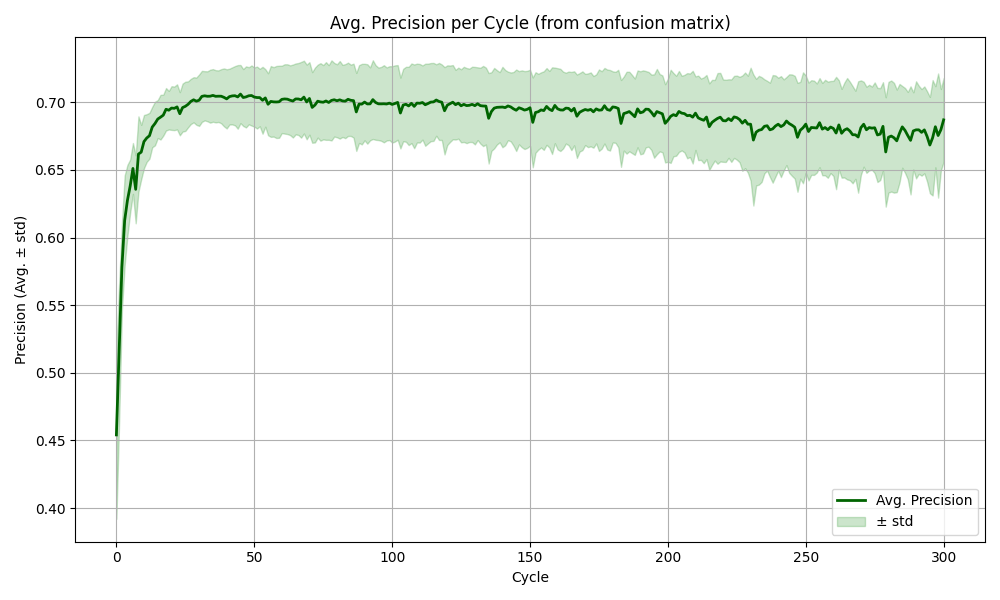 Avg. Precision per Cycle (from confusion matrix)
Precision (Avg. ± std)
0.70
0.65
0.60
0.55
0.50
0.45
0.40
Avg. Precision
± std
0 50 100 150 200 250 300
Cycle